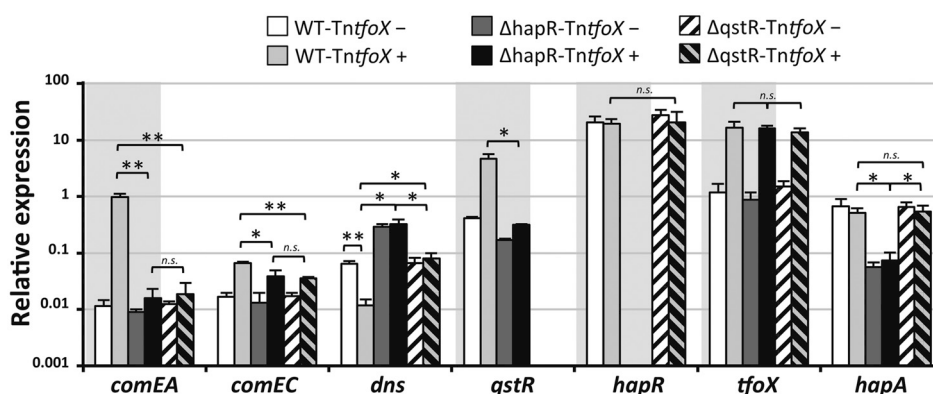 WT-TntfoX – ΔhapR-TntfoX – ΔqstR-TntfoX –
WT-TntfoX + ΔhapR-TntfoX + ΔqstR-TntfoX +
Relative expression
100
10
1
0.1
0.01
0.001
**
**
n.s.
**
*
n.s.
**
*
*
*
*
n.s.
n.s.
n.s.
*
*
comEA comEC dns qstR hapR tfoX hapA